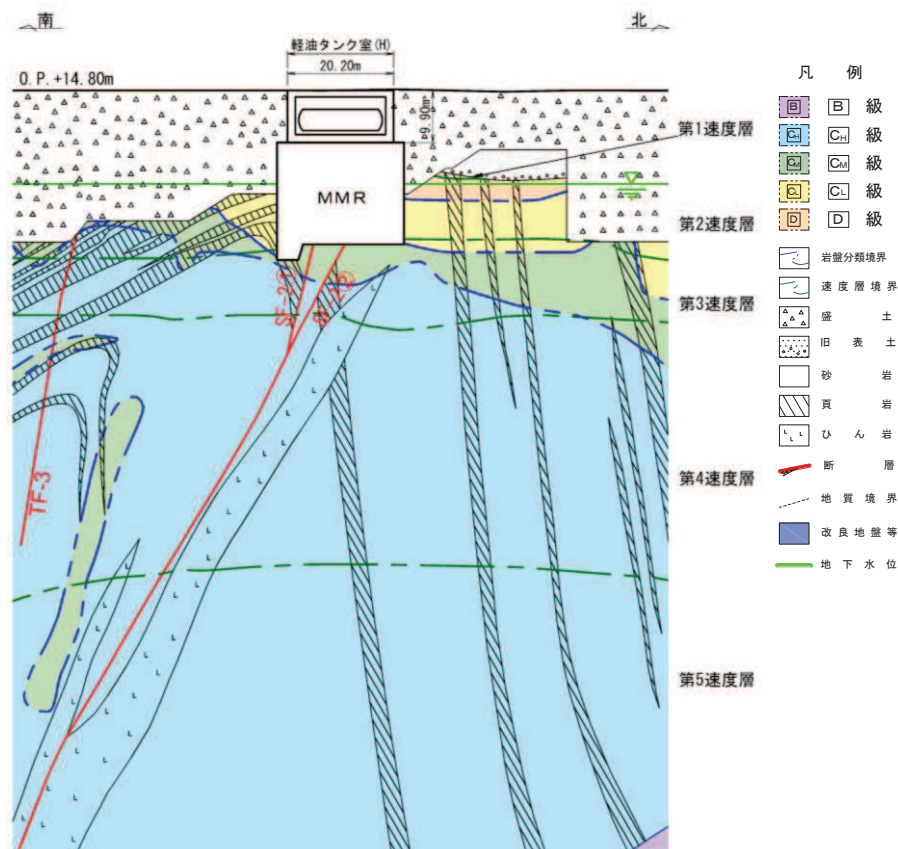 南
北
軽油タンク室(H)
20.20m
O.P.+14.80m
9.90m
MMR
第1速度層
第2速度層
第3速度層
第4速度層
第5速度層
TF-3
凡 例
B B 級
CH CH 級
CM CM 級
CL CL 級
D D 級
岩盤分類境界
速度層境界
盛 土
旧 表 土
砂 岩
頁 岩
ひ ん 岩
断 層
地 質 境 界
改 良 地 盤 等
地 下 水 位